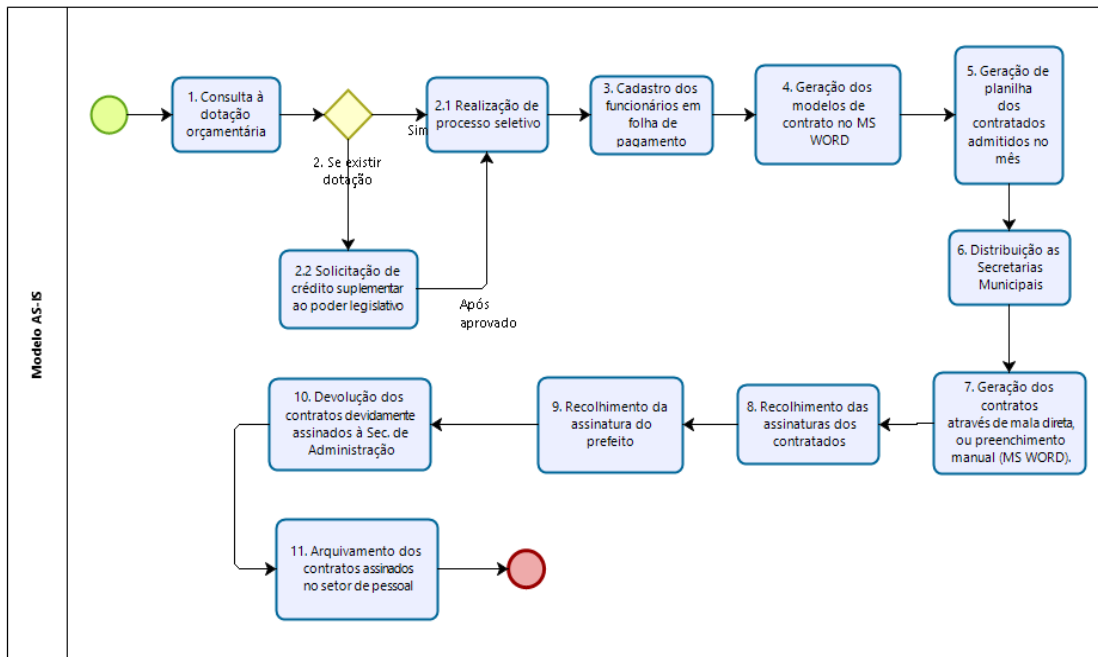 Modelo AS-IS
1. Consulta à
dotação
orçamentária
2. Se existir
dotação
Sim
2.1 Realização de
processo seletivo
2.2 Solicitação de
crédito suplementar
ao poder legislativo
Após
aprovado
3. Cadastro dos
funcionários em
folha de
pagamento
4. Geração dos
modelos de
contrato no MS
WORD
5. Geração de
planilha
dos
contratados
admitidos no
mês
6. Distribuição as
Secretarias
Municipais
7. Geração dos
contratos
através de mala direta,
ou preenchimento
manual (MS WORD).
8. Recolhimento das
assinaturas dos
contratados
9. Recolhimento da
assinatura do
prefeito
10. Devolução dos
contratos devidamente
assinados à Sec. de
Administração
11. Arquivamento dos
contratos assinados
no setor de pessoal